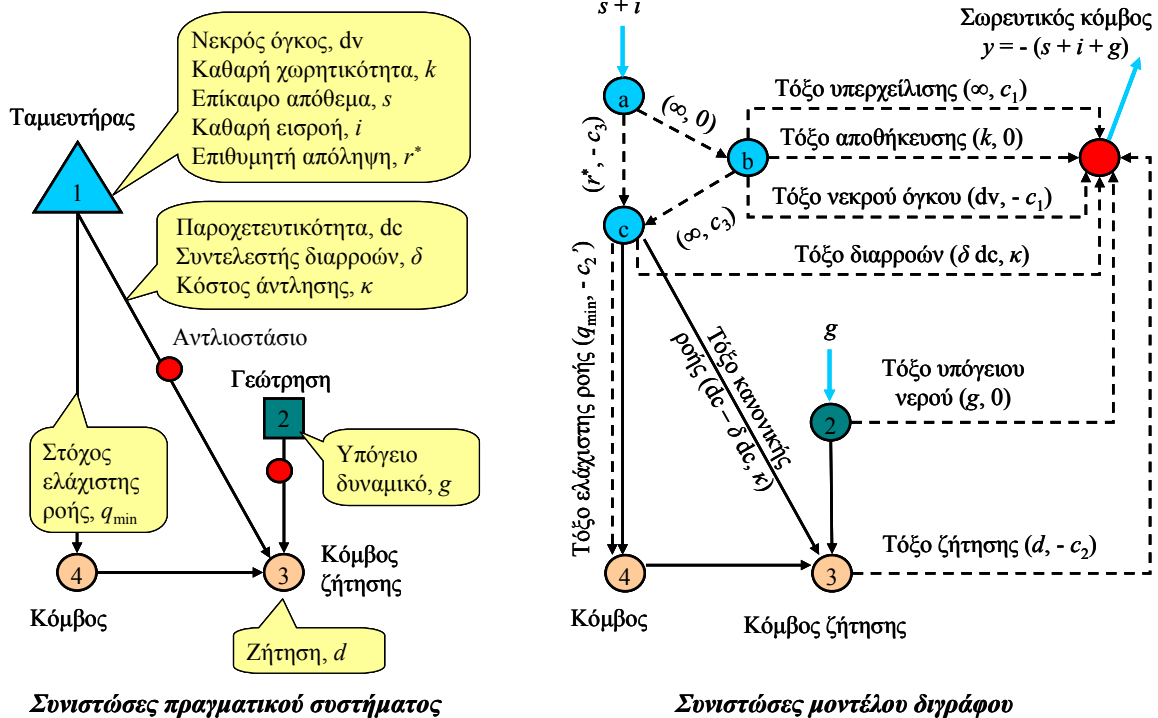 Νεκρός όγκος, dv
Καθαρή χωρητικότητα, k
Επίκαιρο απόθεμα, s
Καθαρή εισροή, i
Επιθυμητή απόληψη, r*
Ταμιευτήρας
1
Παροχετευτικότητα, dc
Συντελεστής διαρροών, δ
Κόστος άντλησης, κ
Αντλιοστάσιο
Γεώτρηση
2
Στόχος
ελάχιστης
ροής, qmin
Υπόγειο
δυναμικό, g
4
3
Κόμβος
ζήτησης
Κόμβος
Ζήτηση, d
Συνιστώσες πραγματικού συστήματος
s + i
Σωρευτικός κόμβος
y = - (s + i + g)
a
(∞, 0)
Τόξο υπερχείλισης (∞, c1)
(r*, - c3)
b
Τόξο αποθήκευσης (k, 0)
Τόξο νεκρού όγκου (dv, - c1)
c
(∞, c3)
Τόξο διαρροών (δ dc, κ)
Τόξο ελάχιστης ροής (qmin, - c2’)
Τόξο κανονικής
ροής (dc – δ dc, κ)
g
Τόξο υπόγειου
νερού (g, 0)
2
Τόξο ζήτησης (d, - c2)
4
3
Κόμβος
Κόμβος ζήτησης
Συνιστώσες μοντέλου διγράφου